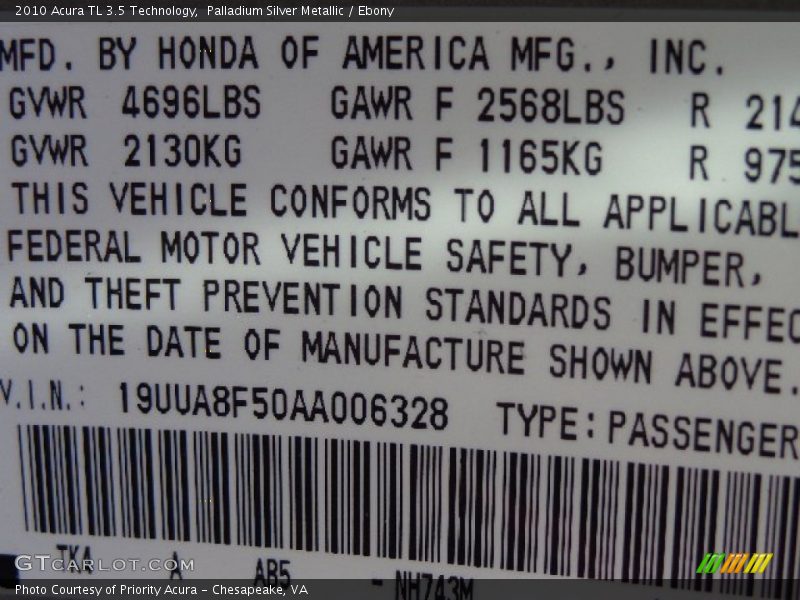 2010 Acura TL 3.5 Technology,  Palladium Silver Metallic / Ebony
MFD. BY HONDA OF AMERICA MFG., INC.
GVWR 4696LBS GAWR F 2568LBS R 214
GVWR 2130KG GAWR F 1165KG R 975
THIS VEHICLE CONFORMS TO ALL APPLICABL
FEDERAL MOTOR VEHICLE SAFETY, BUMPER,
AND THEFT PREVENTION STANDARDS IN EFFEC
ON THE DATE OF MANUFACTURE SHOWN ABOVE.
V.I.N.: 19UUA8F50AA006328 TYPE:PASSENGER
TK4 A AB5 - NH743M
GTCARLOT.COM
Photo Courtesy of Priority Acura - Chesapeake, VA